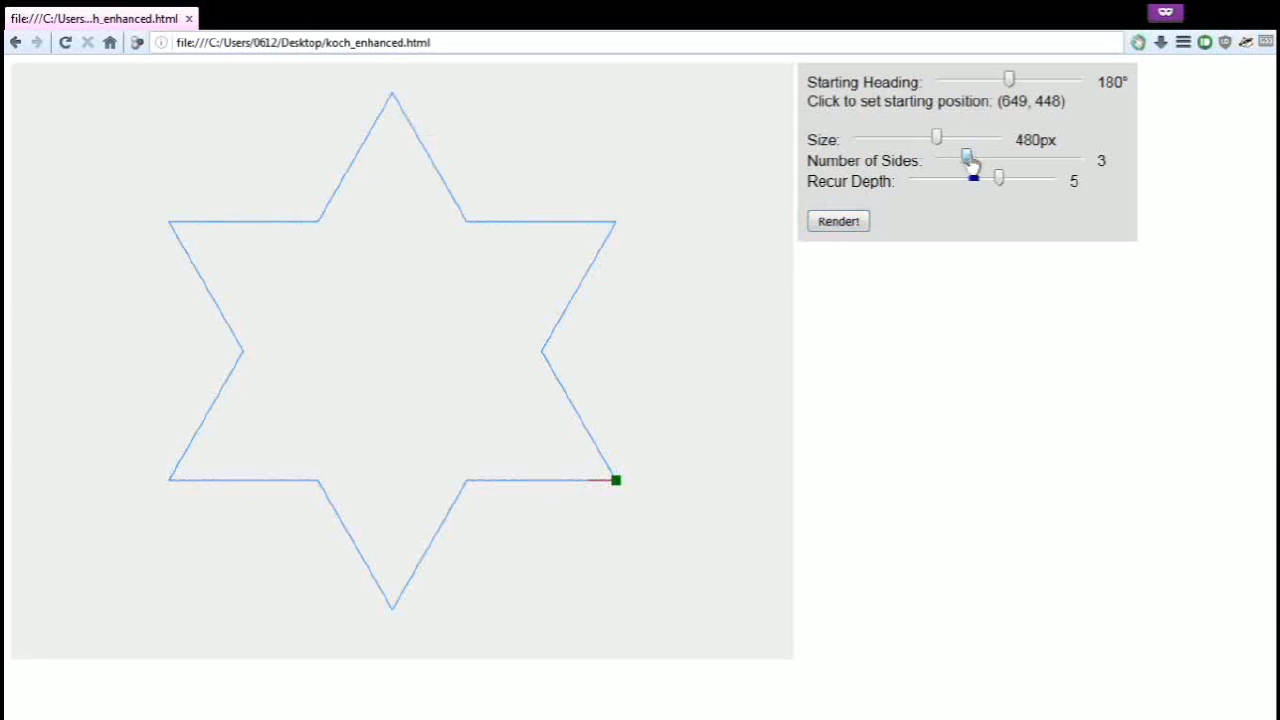 file:///C:/Users...h_enhanced.html
file:///C:/Users/0612/Desktop/koch_enhanced.html
Starting Heading: 180°
Click to set starting position: (649, 448)
Size: 480px
Number of Sides: 3
Recur Depth: 5
Render!